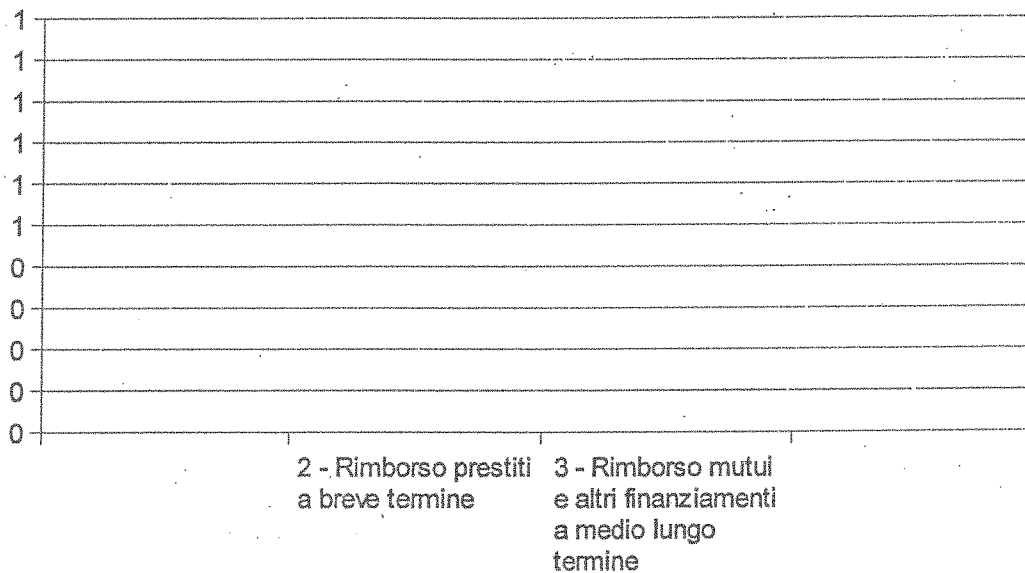 1
1
1
1
1
1
0
0
0
0
0
2 - Rimborso prestiti
a breve termine
3 - Rimborso mutui
e altri finanziamenti
a medio lungo
termine